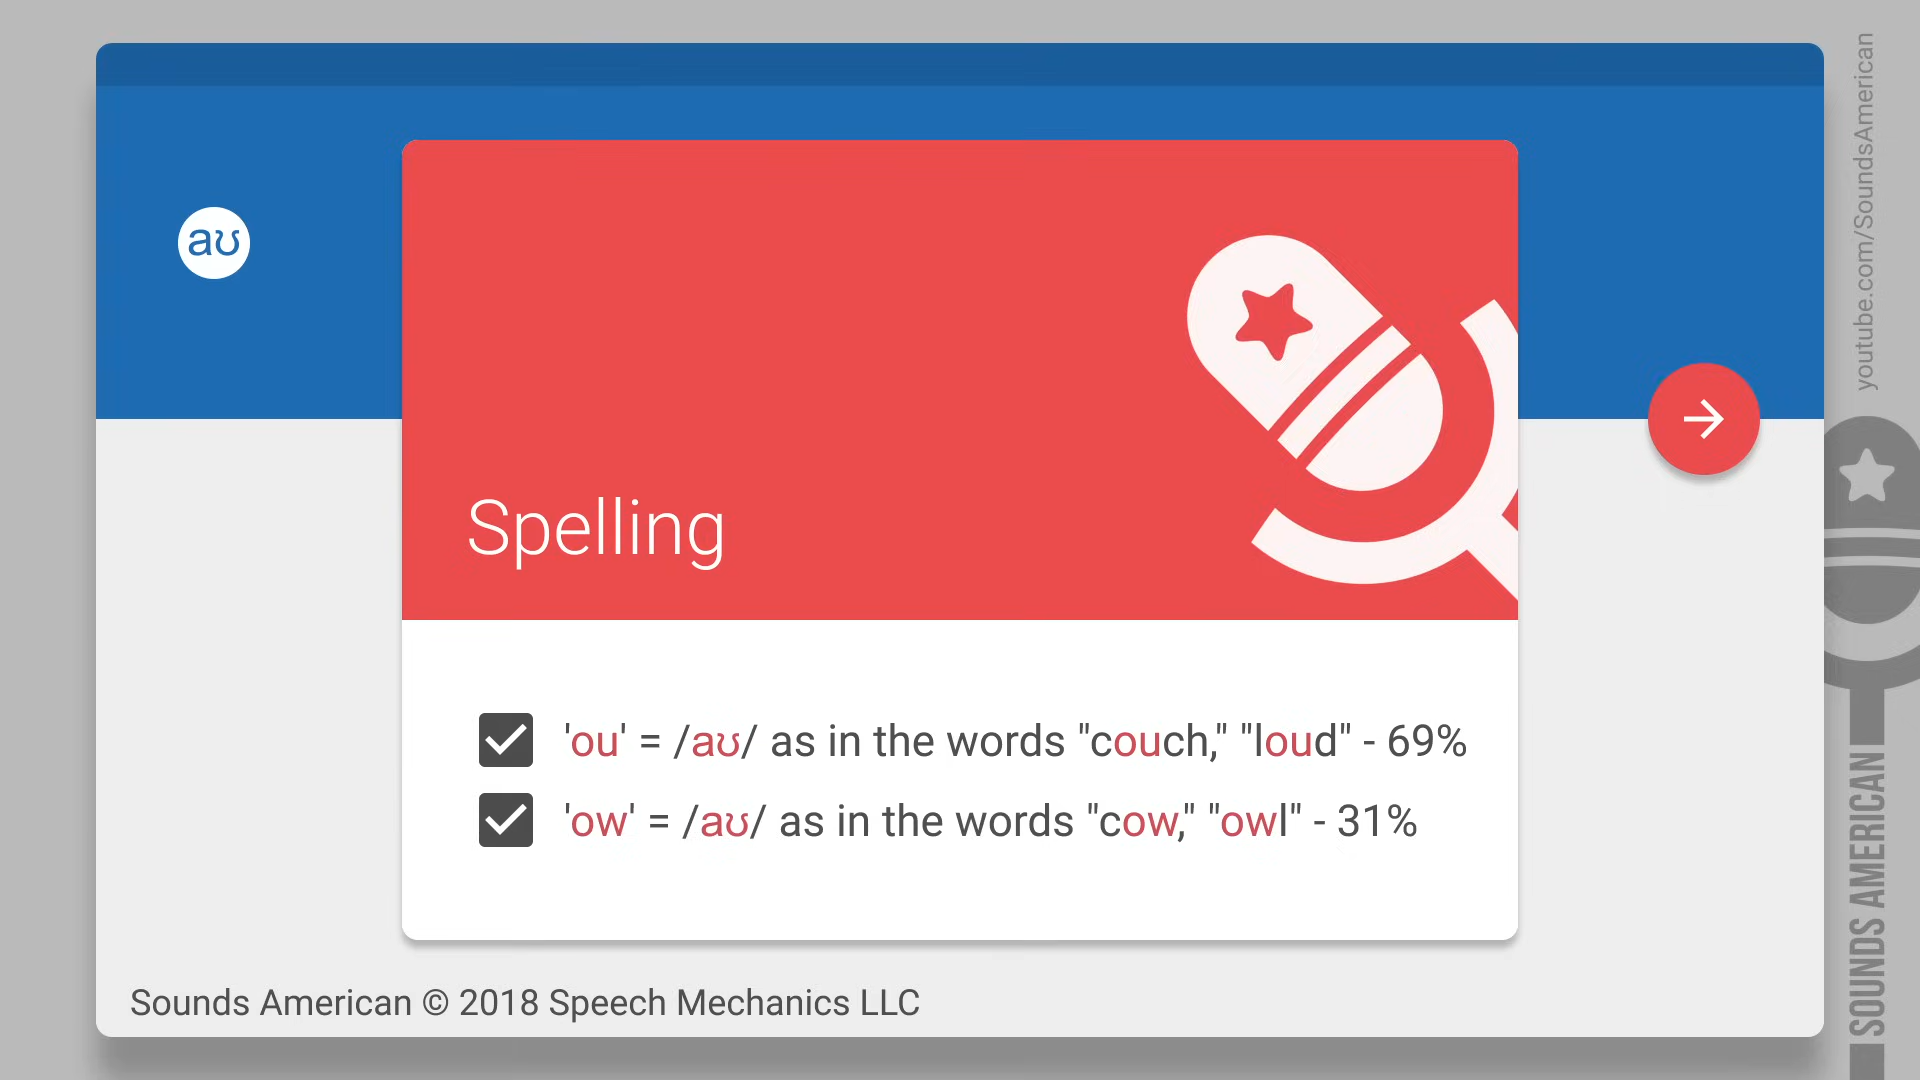 aʊ
Spelling
'ou' = /aʊ/ as in the words "couch," "loud" - 69%
'ow' = /aʊ/ as in the words "cow," "owl" - 31%
Sounds American © 2018 Speech Mechanics LLC
youtube.com/SoundsAmerican
SOUNDS AMERICAN